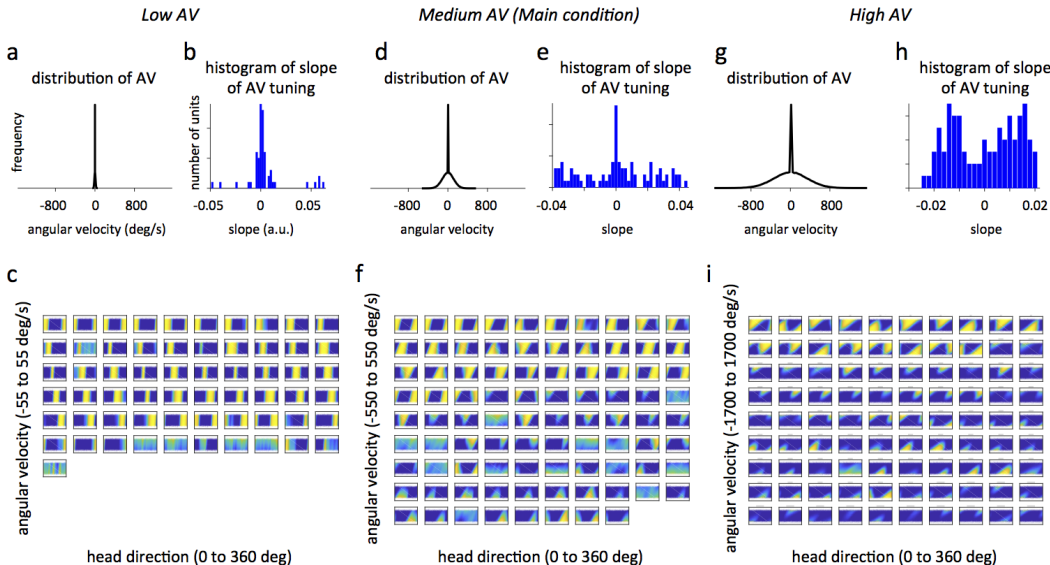 Low AV
Medium AV (Main condition)
High AV
a
distribution of AV
frequency
-800
0
800
angular velocity (deg/s)
b
histogram of slope
of AV tuning
number of units
-0.05
0
0.05
slope (a.u.)
d
distribution of AV
-800
0
800
angular velocity
e
histogram of slope
of AV tuning
-0.04
0
0.04
slope
g
distribution of AV
-800
0
800
angular velocity
h
histogram of slope
of AV tuning
-0.02
0
0.02
slope
c
angular velocity (-55 to 55 deg/s)
head direction (0 to 360 deg)
f
angular velocity (-550 to 550 deg/s)
head direction (0 to 360 deg)
i
angular velocity (-1700 to 1700 deg/s)
head direction (0 to 360 deg)